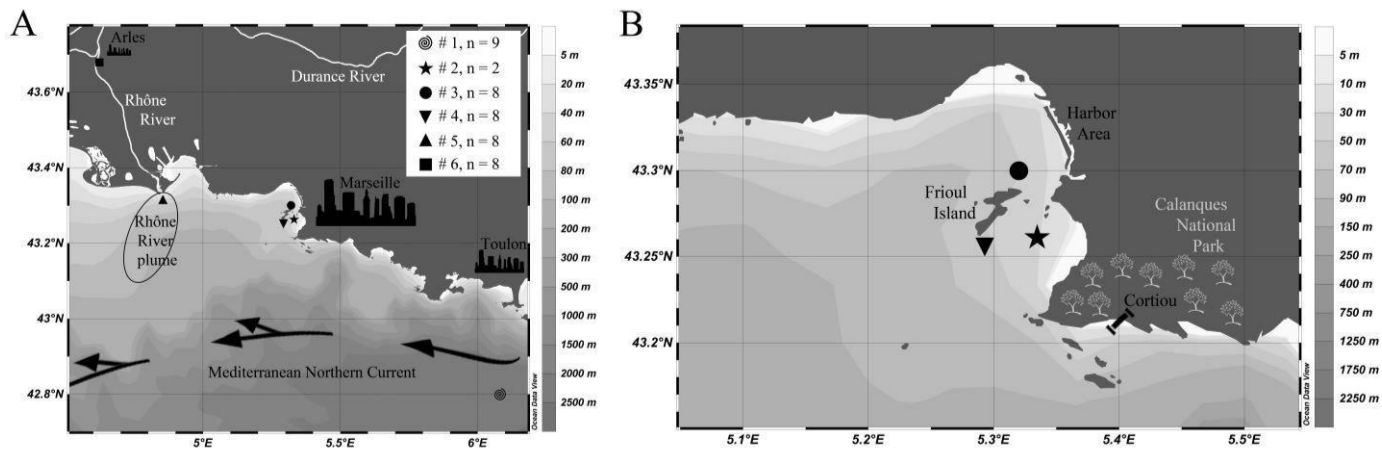 A
Arles
Durance River
Rhône
River
# 1, n = 9
# 2, n = 2
# 3, n = 8
# 4, n = 8
# 5, n = 8
# 6, n = 8
Marseille
Toulon
Rhône
River
plume
Mediterranean Northern Current
43.6°N
43.4°N
43.2°N
43°N
42.8°N
5°E
5.5°E
6°E
5 m
20 m
40 m
60 m
80 m
100 m
200 m
300 m
500 m
1000 m
1500 m
2000 m
2500 m
Ocean Data View
B
Harbor
Area
Frioul
Island
Calanques
National
Park
Cortiou
43.35°N
43.3°N
43.25°N
43.2°N
5.1°E
5.2°E
5.3°E
5.4°E
5.5°E
5 m
10 m
30 m
50 m
70 m
90 m
150 m
200 m
400 m
750 m
1250 m
1750 m
2250 m
Ocean Data View